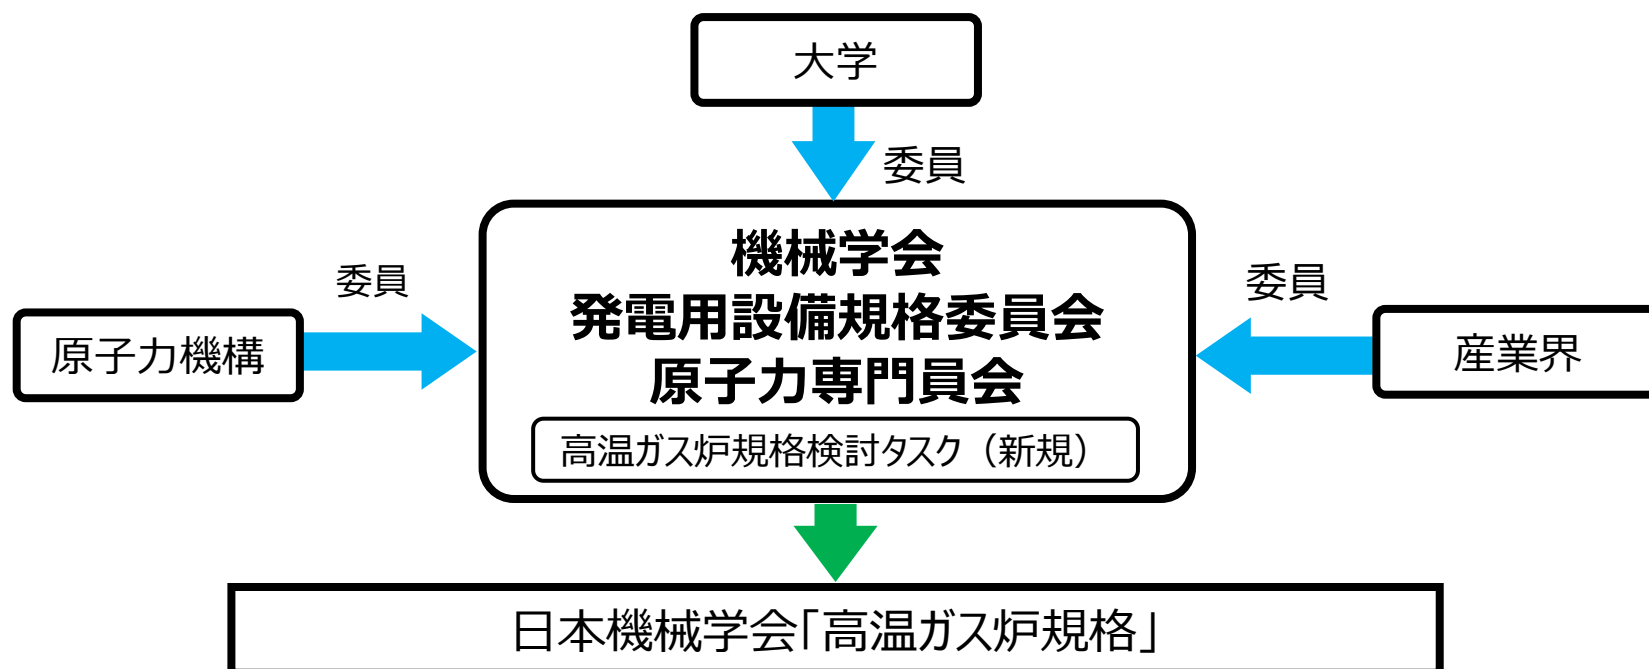 大学
委員
機械学会
発電用設備規格委員会
原子力専門員会
高温ガス炉規格検討タスク（新規）
委員
原子力機構
委員
産業界
日本機械学会「高温ガス炉規格」